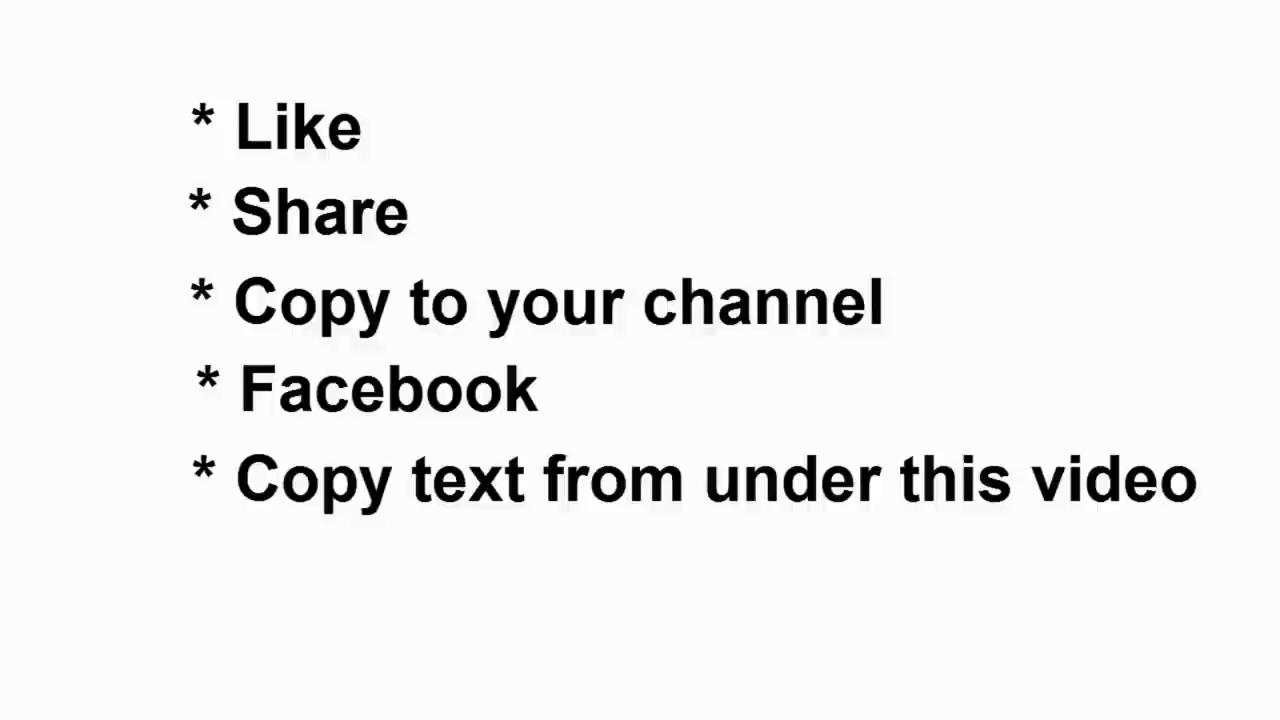 * Like
* Share
* Copy to your channel
* Facebook
* Copy text from under this video